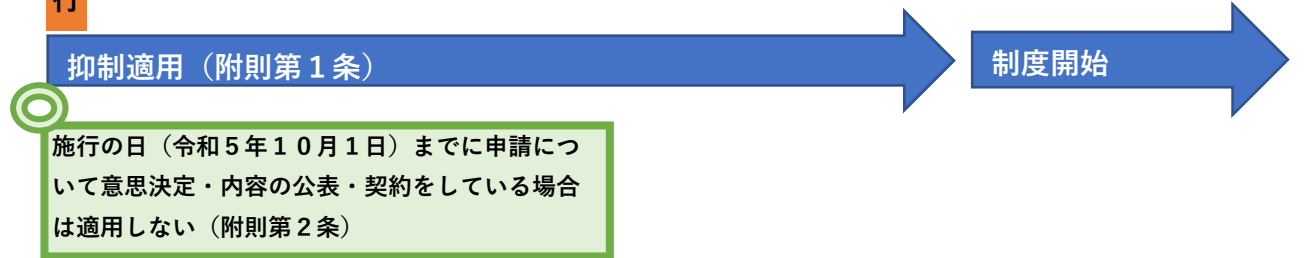 行
抑制適用（附則第１条）
制度開始
施行の日（令和５年１０月１日）までに申請につ
いて意思決定・内容の公表・契約をしている場合
は適用しない（附則第２条）